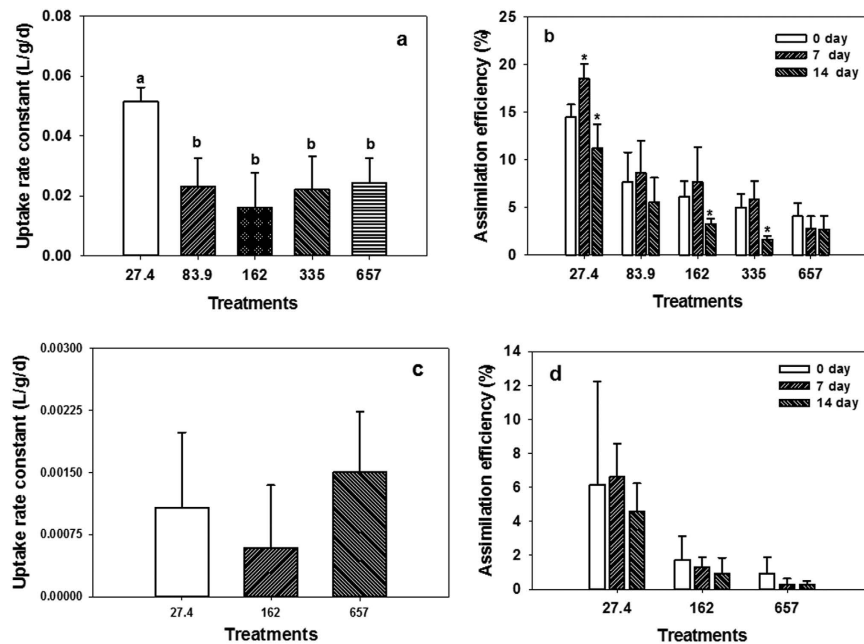 a
Uptake rate constant (L/g/d)
0.08
0.06
0.04
0.02
0.00
a
b
b
b
b
27.4 83.9 162 335 657
Treatments
b
Assimilation efficiency (%)
25
20
15
10
5
0
0 day
7 day
14 day
*
*
*
*
27.4 83.9 162 335 657
Treatments
c
Uptake rate constant (L/g/d)
0.00300
0.00225
0.00150
0.00075
0.00000
27.4 162 657
Treatments
d
Assimilation efficiency (%)
14
12
10
8
6
4
2
0
0 day
7 day
14 day
27.4 162 657
Treatments